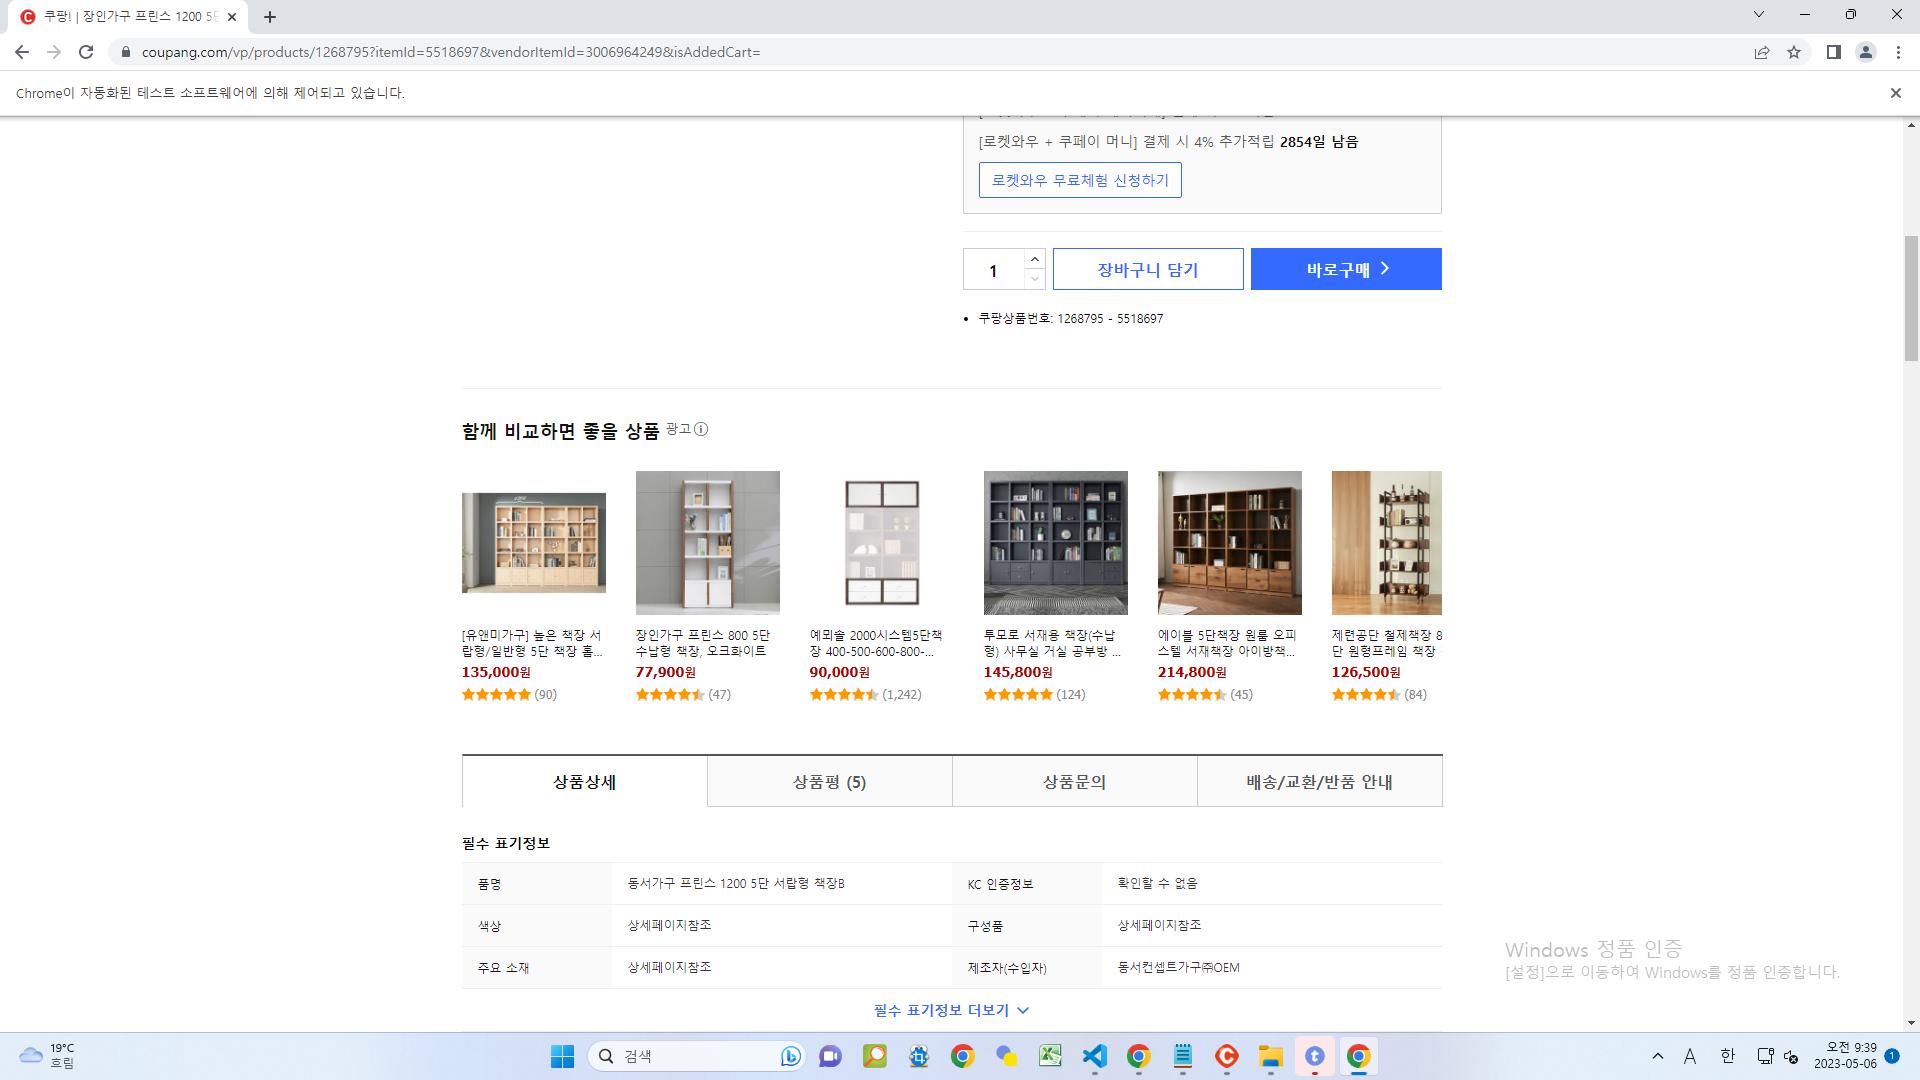 쿠팡! | 장인가구 프린스 1200 5단
coupang.com/vp/products/1268795?itemId=5518697&vendorItemId=3006964249&isAddedCart=
Chrome이 자동화된 테스트 소프트웨어에 의해 제어되고 있습니다.
[로켓와우 + 쿠페이 머니] 결제 시 4% 추가적립 2854일 남음
로켓와우 무료체험 신청하기
1
장바구니 담기
바로구매
• 쿠팡상품번호: 1268795 - 5518697
함께 비교하면 좋을 상품 광고
[유앤미가구] 높은 책장 서
랍형/일반형 5단 책장 홈...
135,000원
(90)
장인가구 프린스 800 5단
수납형 책장, 오크화이트
77,900원
(47)
예뫼솔 2000시스템5단책
장 400-500-600-800-...
90,000원
(1,242)
투모로 서재용 책장(수납
형) 사무실 거실 공부방 ...
145,800원
(124)
에이블 5단책장 원룸 오피
스텔 서재책장 아이방책...
214,800원
(45)
제련공단 철제책장 8
단 원형프레임 책장
126,500원
(84)
상품상세
상품평 (5)
상품문의
배송/교환/반품 안내
필수 표기정보
품명
동서가구 프린스 1200 5단 서랍형 책장B
KC 인증정보
확인할 수 없음
색상
상세페이지참조
구성품
상세페이지참조
주요 소재
상세페이지참조
제조자(수입자)
동서컨셉트가구㈜OEM
필수 표기정보 더보기
Windows 정품 인증
[설정]으로 이동하여 Windows를 정품 인증합니다.
19°C
흐림
검색
A
한
오전 9:39
2023-05-06
1